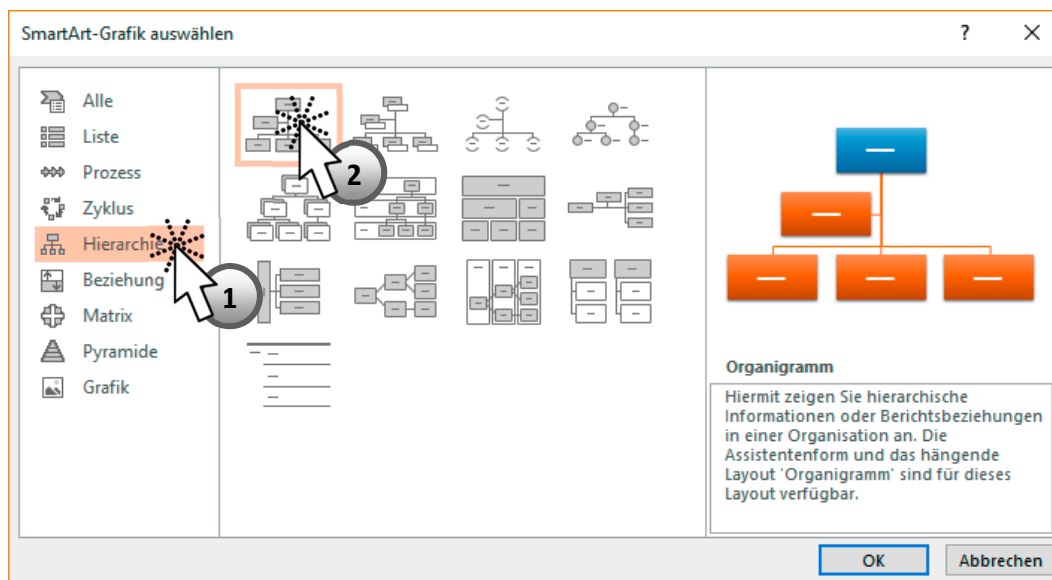 SmartArt-Grafik auswählen
?
Alle
Liste
Prozess
Zyklus
Hierarchie
Beziehung
Matrix
Pyramide
Grafik
2
1
Organigramm
Hiermit zeigen Sie hierarchische
Informationen oder Berichtsbeziehungen
in einer Organisation an. Die
Assistentenform und das hängende
Layout 'Organigramm' sind für dieses
Layout verfügbar.
OK
Abbrechen